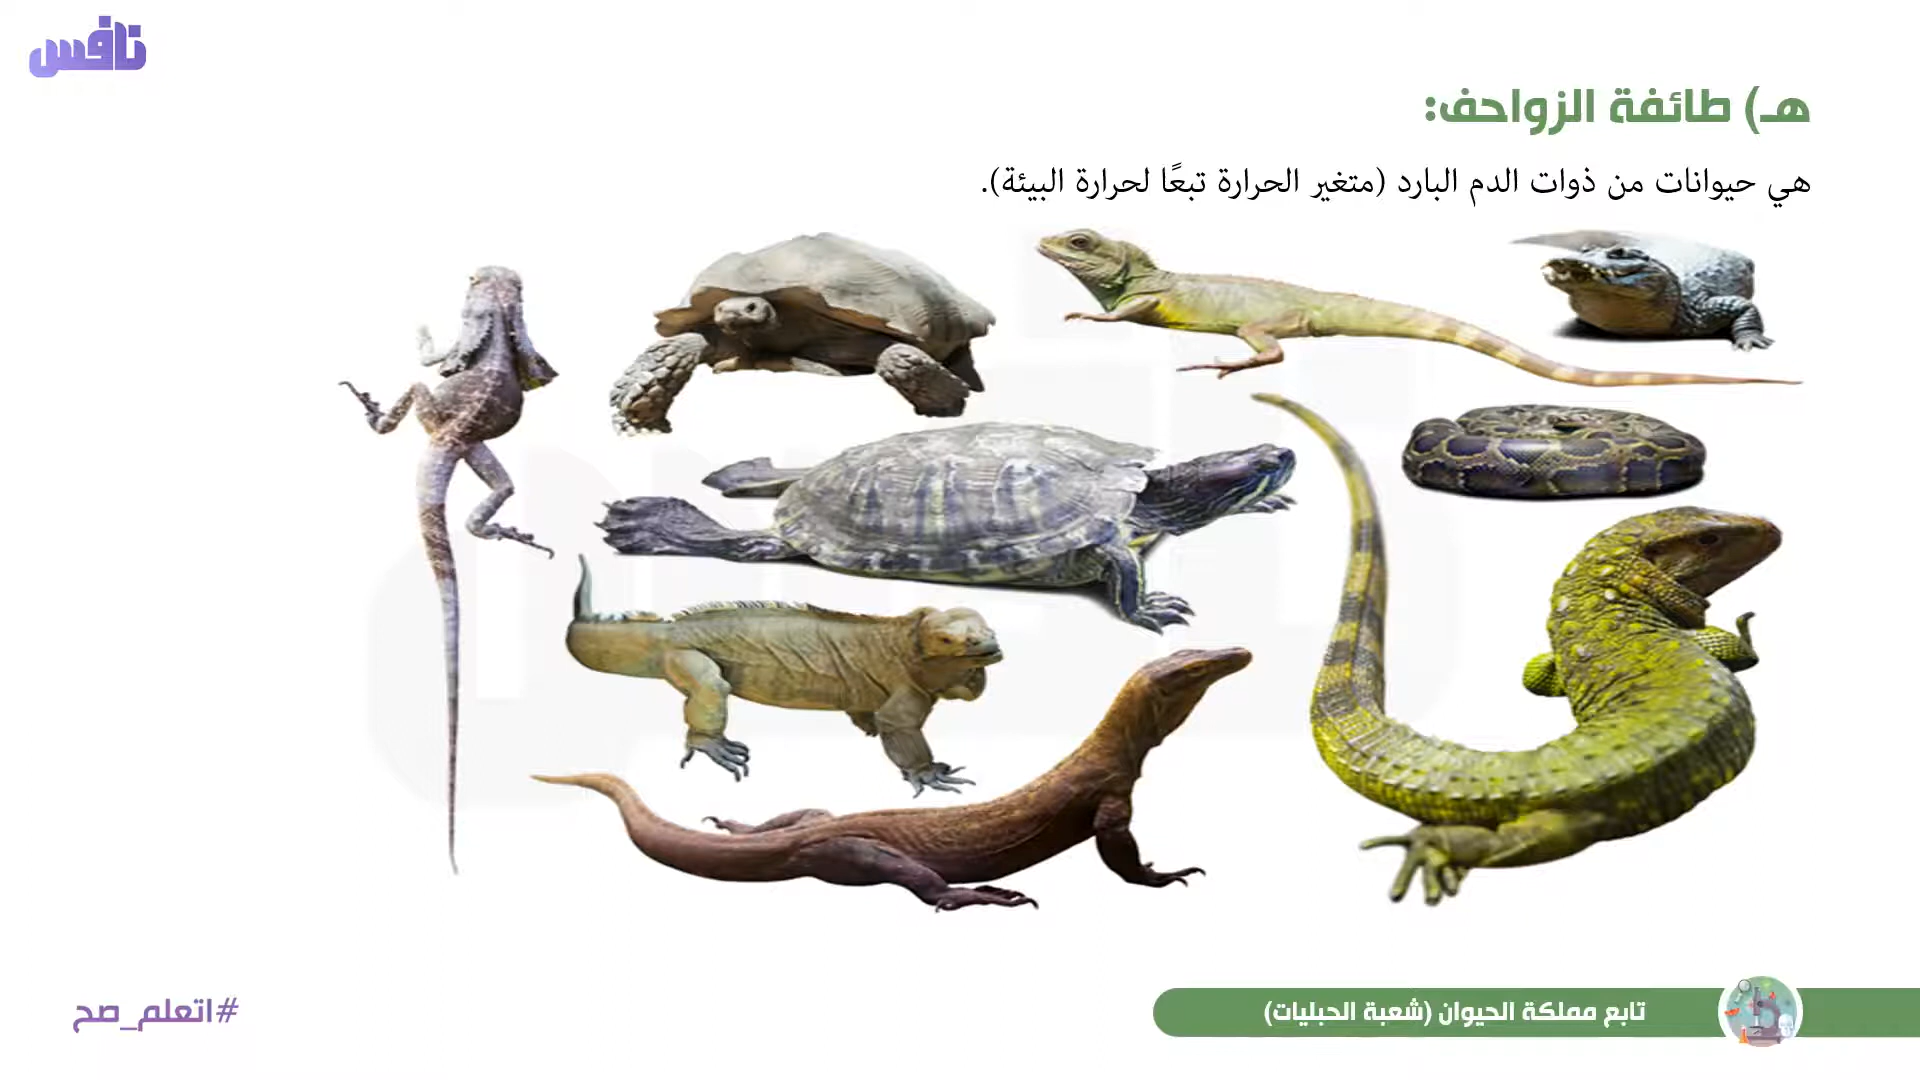 نافس
هـ) طائفة الزواحف:
هي حيوانات من ذوات الدم البارد (متغير الحرارة تبعًا لحرارة البيئة).
تابع مملكة الحيوان (شعبة الحبليات)
#اتعلم_صح